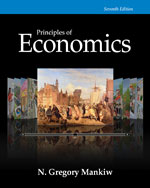 Seventh Edition
Principles of
Economics
N. Gregory Mankiw